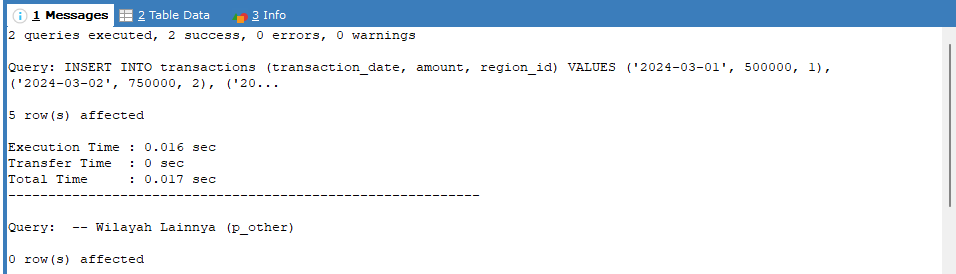 1 Messages 2 Table Data 3 Info
2 queries executed, 2 success, 0 errors, 0 warnings
Query: INSERT INTO transactions (transaction_date, amount, region_id) VALUES ('2024-03-01', 500000, 1),
('2024-03-02', 750000, 2), ('20...
5 row(s) affected
Execution Time : 0.016 sec
Transfer Time  : 0 sec
Total Time     : 0.017 sec
-----------------------------------------------------------
Query:  -- Wilayah Lainnya (p_other)
0 row(s) affected